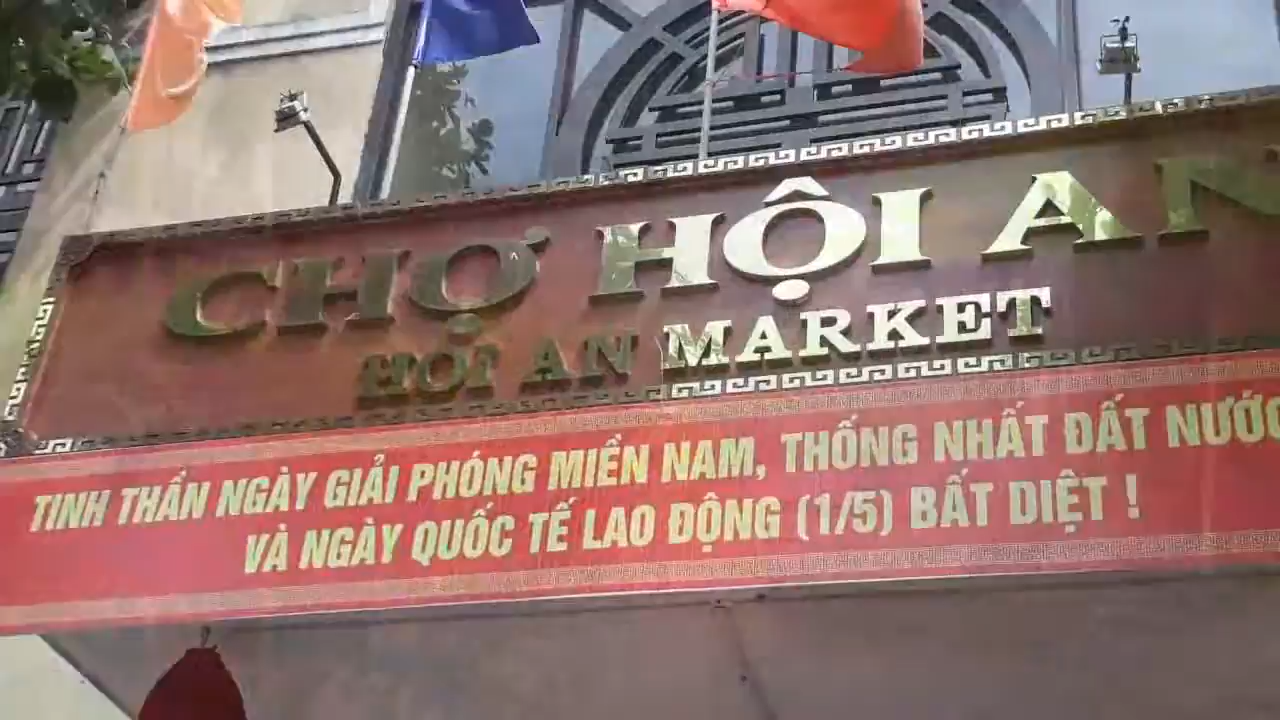 CHỢ HỘI AN
HỘI AN MARKET
TINH THẦN NGÀY GIẢI PHÓNG MIỀN NAM, THỐNG NHẤT ĐẤT NƯỚC
VÀ NGÀY QUỐC TẾ LAO ĐỘNG (1/5) BẤT DIỆT !